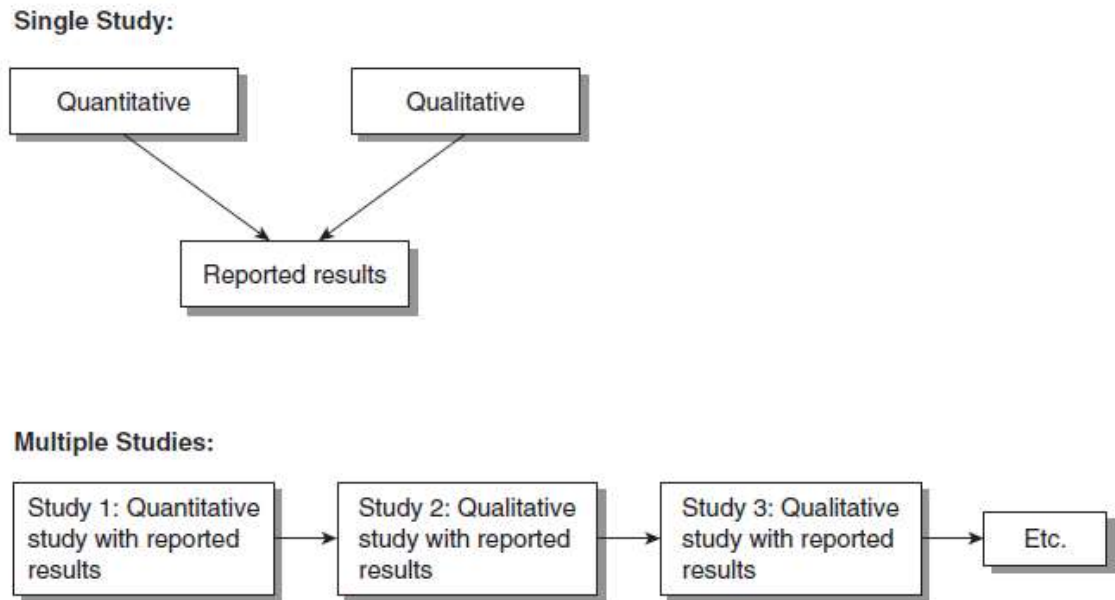 Single Study:
Quantitative
Qualitative
Reported results
Multiple Studies:
Study 1: Quantitative
study with reported
results
Study 2: Qualitative
study with reported
results
Study 3: Qualitative
study with reported
results
Etc.